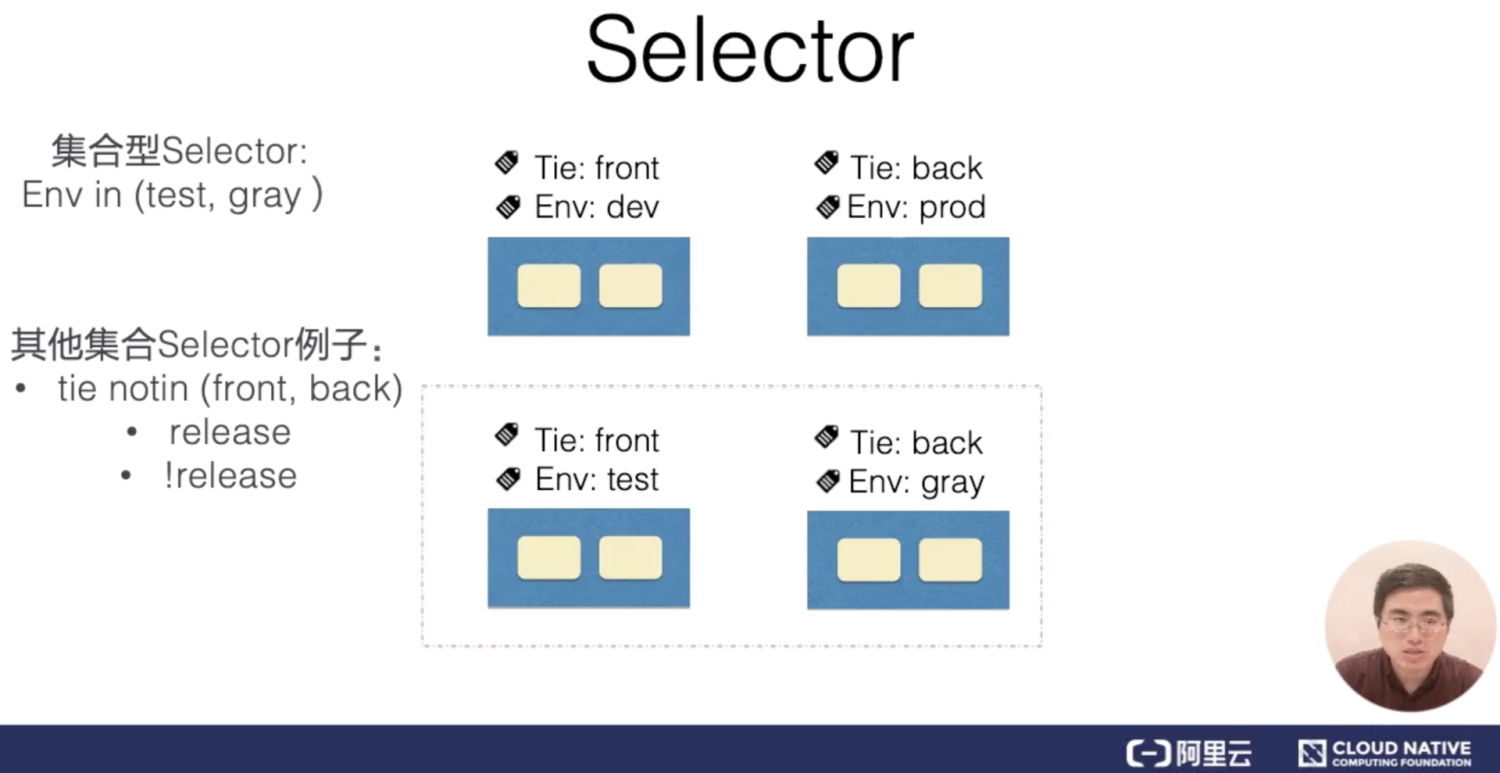 Selector
集合型Selector:
Env in (test, gray )
其他集合Selector例子：
• tie notin (front, back)
• release
• !release
Tie: front
Env: dev
Tie: back
Env: prod
Tie: front
Env: test
Tie: back
Env: gray
阿里云
CLOUD NATIVE
COMPUTING FOUNDATION